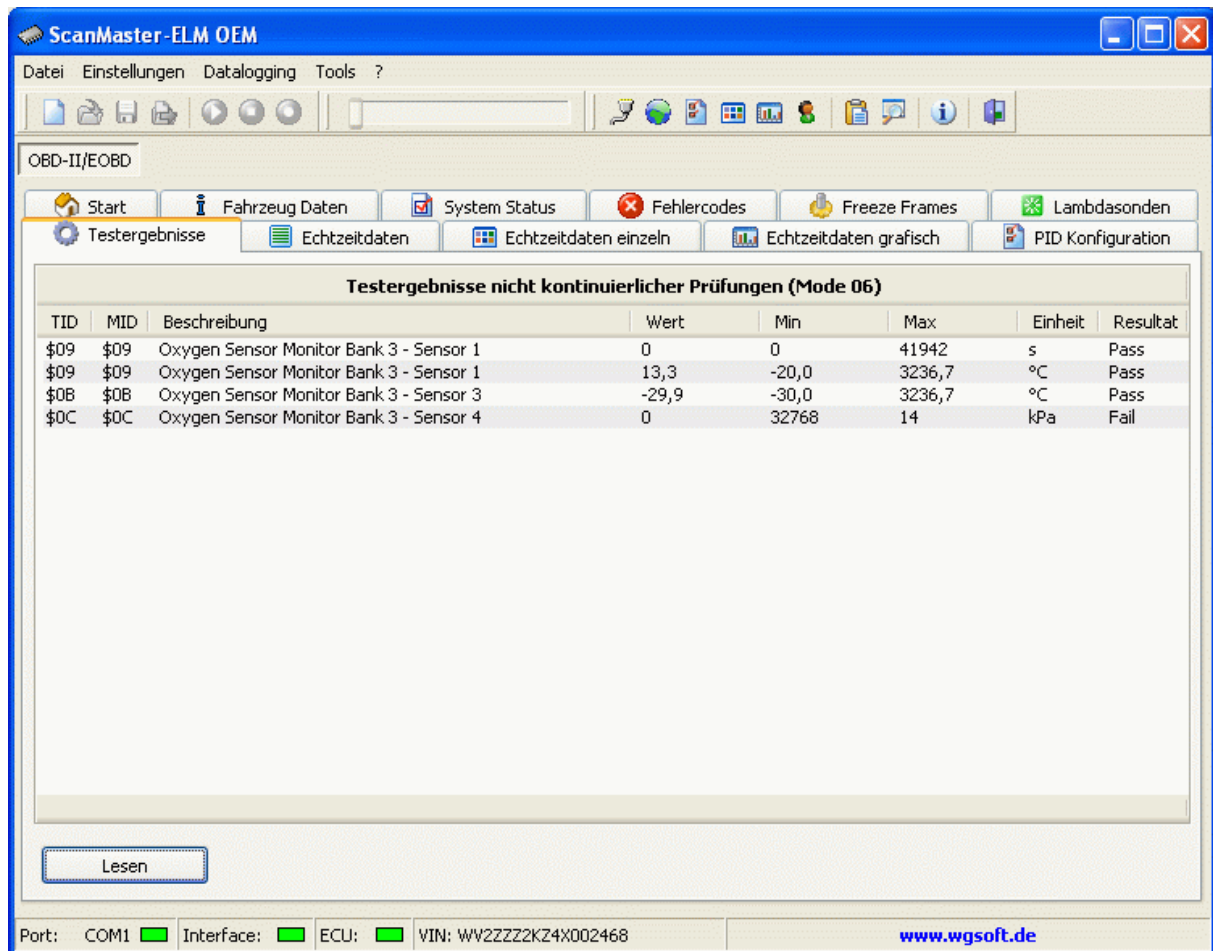 ScanMaster-ELM OEM
Datei Einstellungen Datalogging Tools ?
OBD-II/EOBD
Start Fahrzeug Daten System Status Fehlercodes Freeze Frames Lambdasonden
Testergebnisse Echtzeitdaten Echtzeitdaten einzeln Echtzeitdaten grafisch PID Konfiguration
Testergebnisse nicht kontinuierlicher Prüfungen (Mode 06)
TID MID Beschreibung Wert Min Max Einheit Resultat
$09 $09 Oxygen Sensor Monitor Bank 3 - Sensor 1 0 0 41942 s Pass
$09 $09 Oxygen Sensor Monitor Bank 3 - Sensor 1 13,3 -20,0 3236,7 °C Pass
$0B $0B Oxygen Sensor Monitor Bank 3 - Sensor 3 -29,9 -30,0 3236,7 °C Pass
$0C $0C Oxygen Sensor Monitor Bank 3 - Sensor 4 0 32768 14 kPa Fail
Lesen
Port: COM1 Interface: ECU: VIN: WV2ZZZ2KZ4X002468 www.wgsoft.de